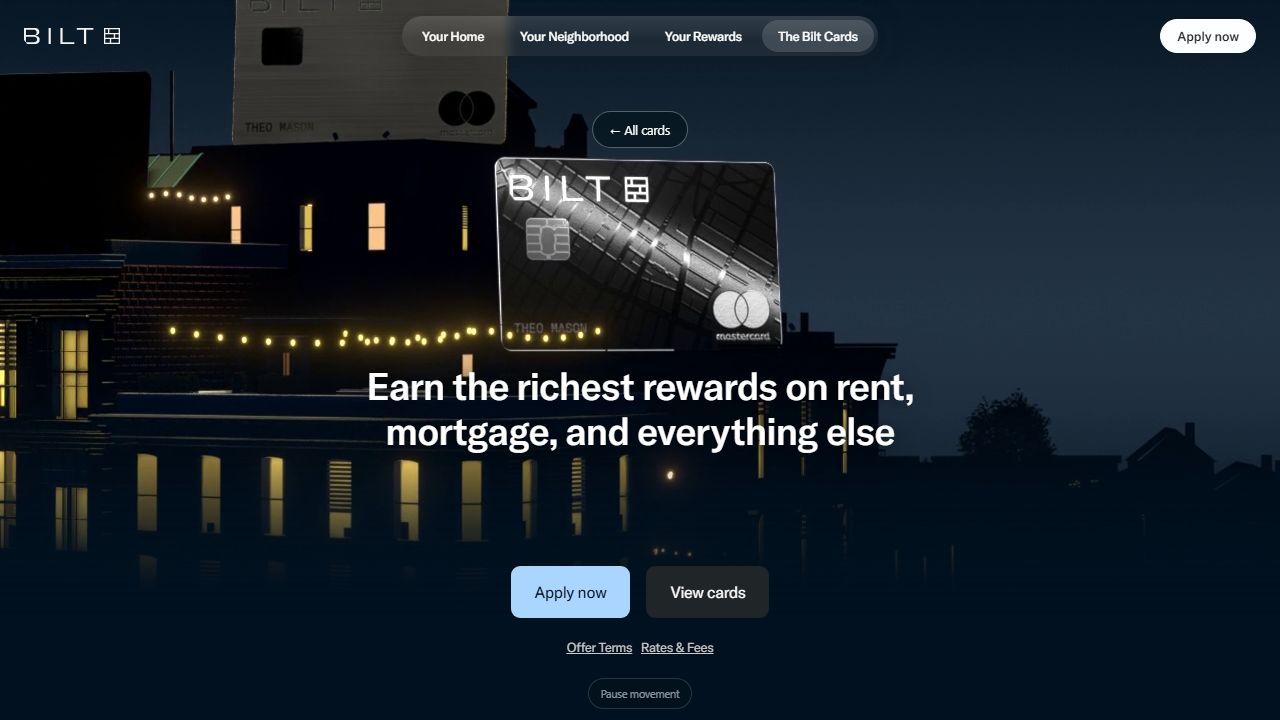 BILT
Your Home
Your Neighborhood
Your Rewards
The Bilt Cards
Apply now
BILT
THEO MASON
mastercard
← All cards
BILT
THEO MASON
mastercard
Earn the richest rewards on rent,
mortgage, and everything else
Apply now
View cards
Offer Terms
Rates & Fees
Pause movement